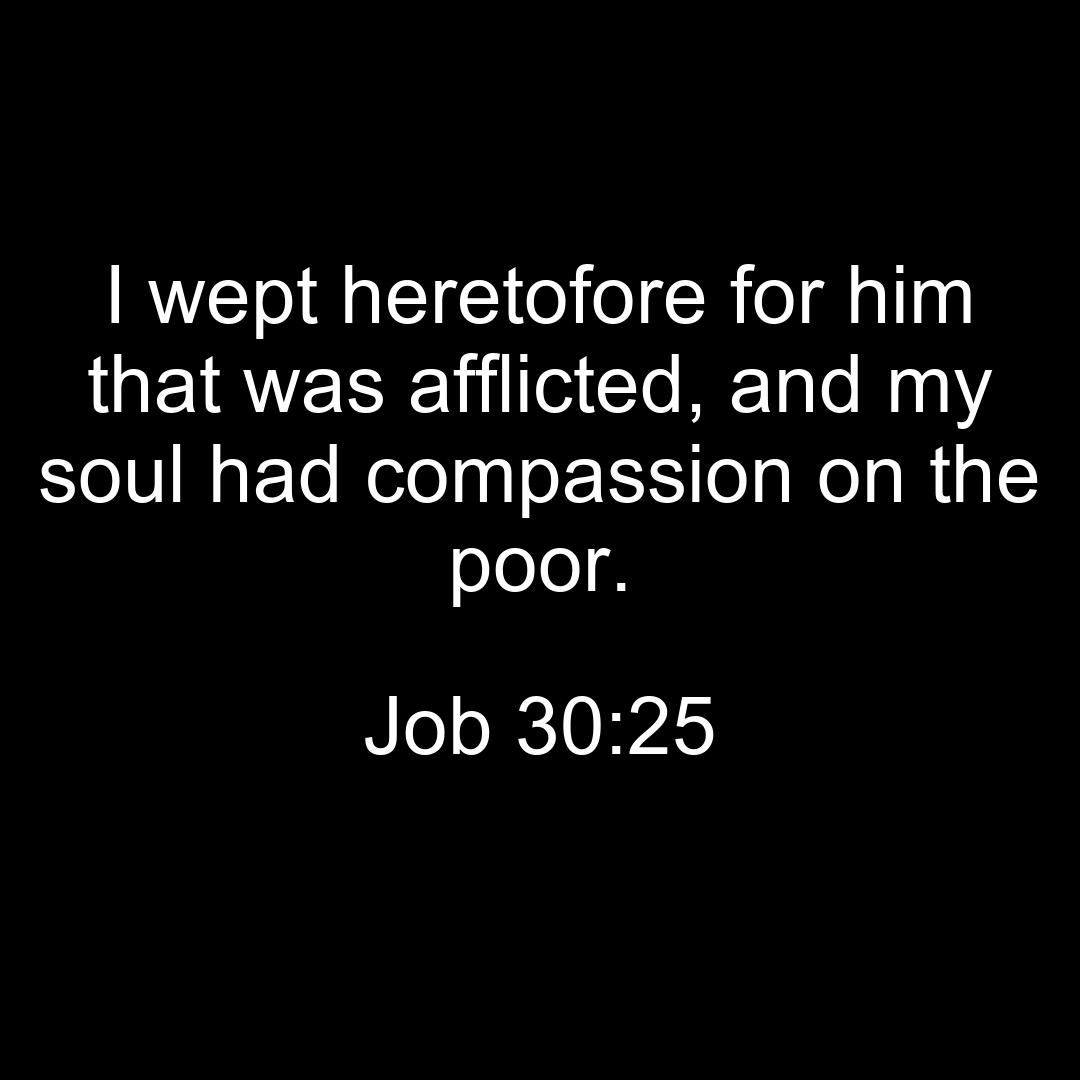 I wept heretofore for him
that was afflicted, and my
soul had compassion on the
poor.
Job 30:25